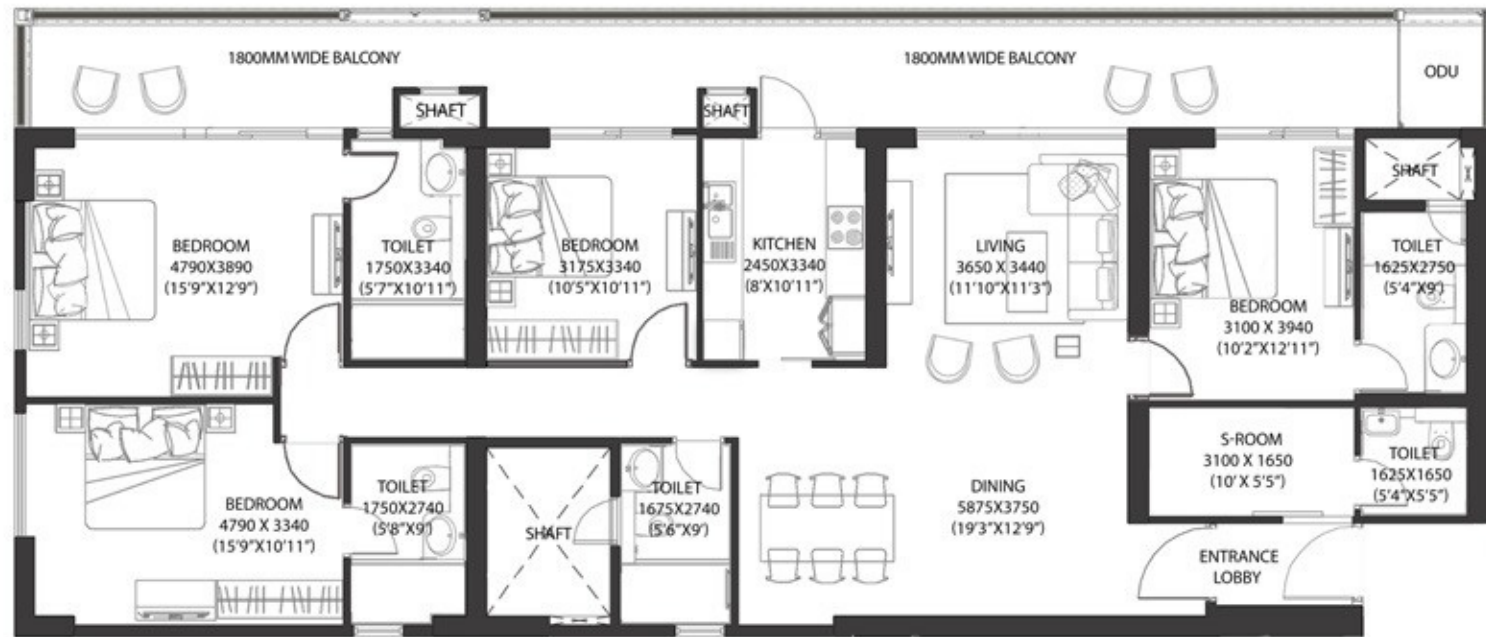 1800MM WIDE BALCONY
1800MM WIDE BALCONY
ODU
SHAFT
SHAFT
SHAFT
BEDROOM
4790X3890
(15'9"X12'9")
TOILET
1750X3340
(5'7"X10'11")
BEDROOM
3175X3340
(10'5"X10'11")
KITCHEN
2450X3340
(8'X10'11")
LIVING
3650 X 3440
(11'10"X11'3")
BEDROOM
3100 X 3940
(10'2"X12'11")
TOILET
1625X2750
(5'4"X9')
BEDROOM
4790 X 3340
(15'9"X10'11")
TOILET
1750X2740
(5'8"X9')
SHAFT
TOILET
1675X2740
(5'6"X9')
DINING
5875X3750
(19'3"X12'9")
S-ROOM
3100 X 1650
(10' X 5'5")
TOILET
1625X1650
(5'4"X5'5")
ENTRANCE
LOBBY